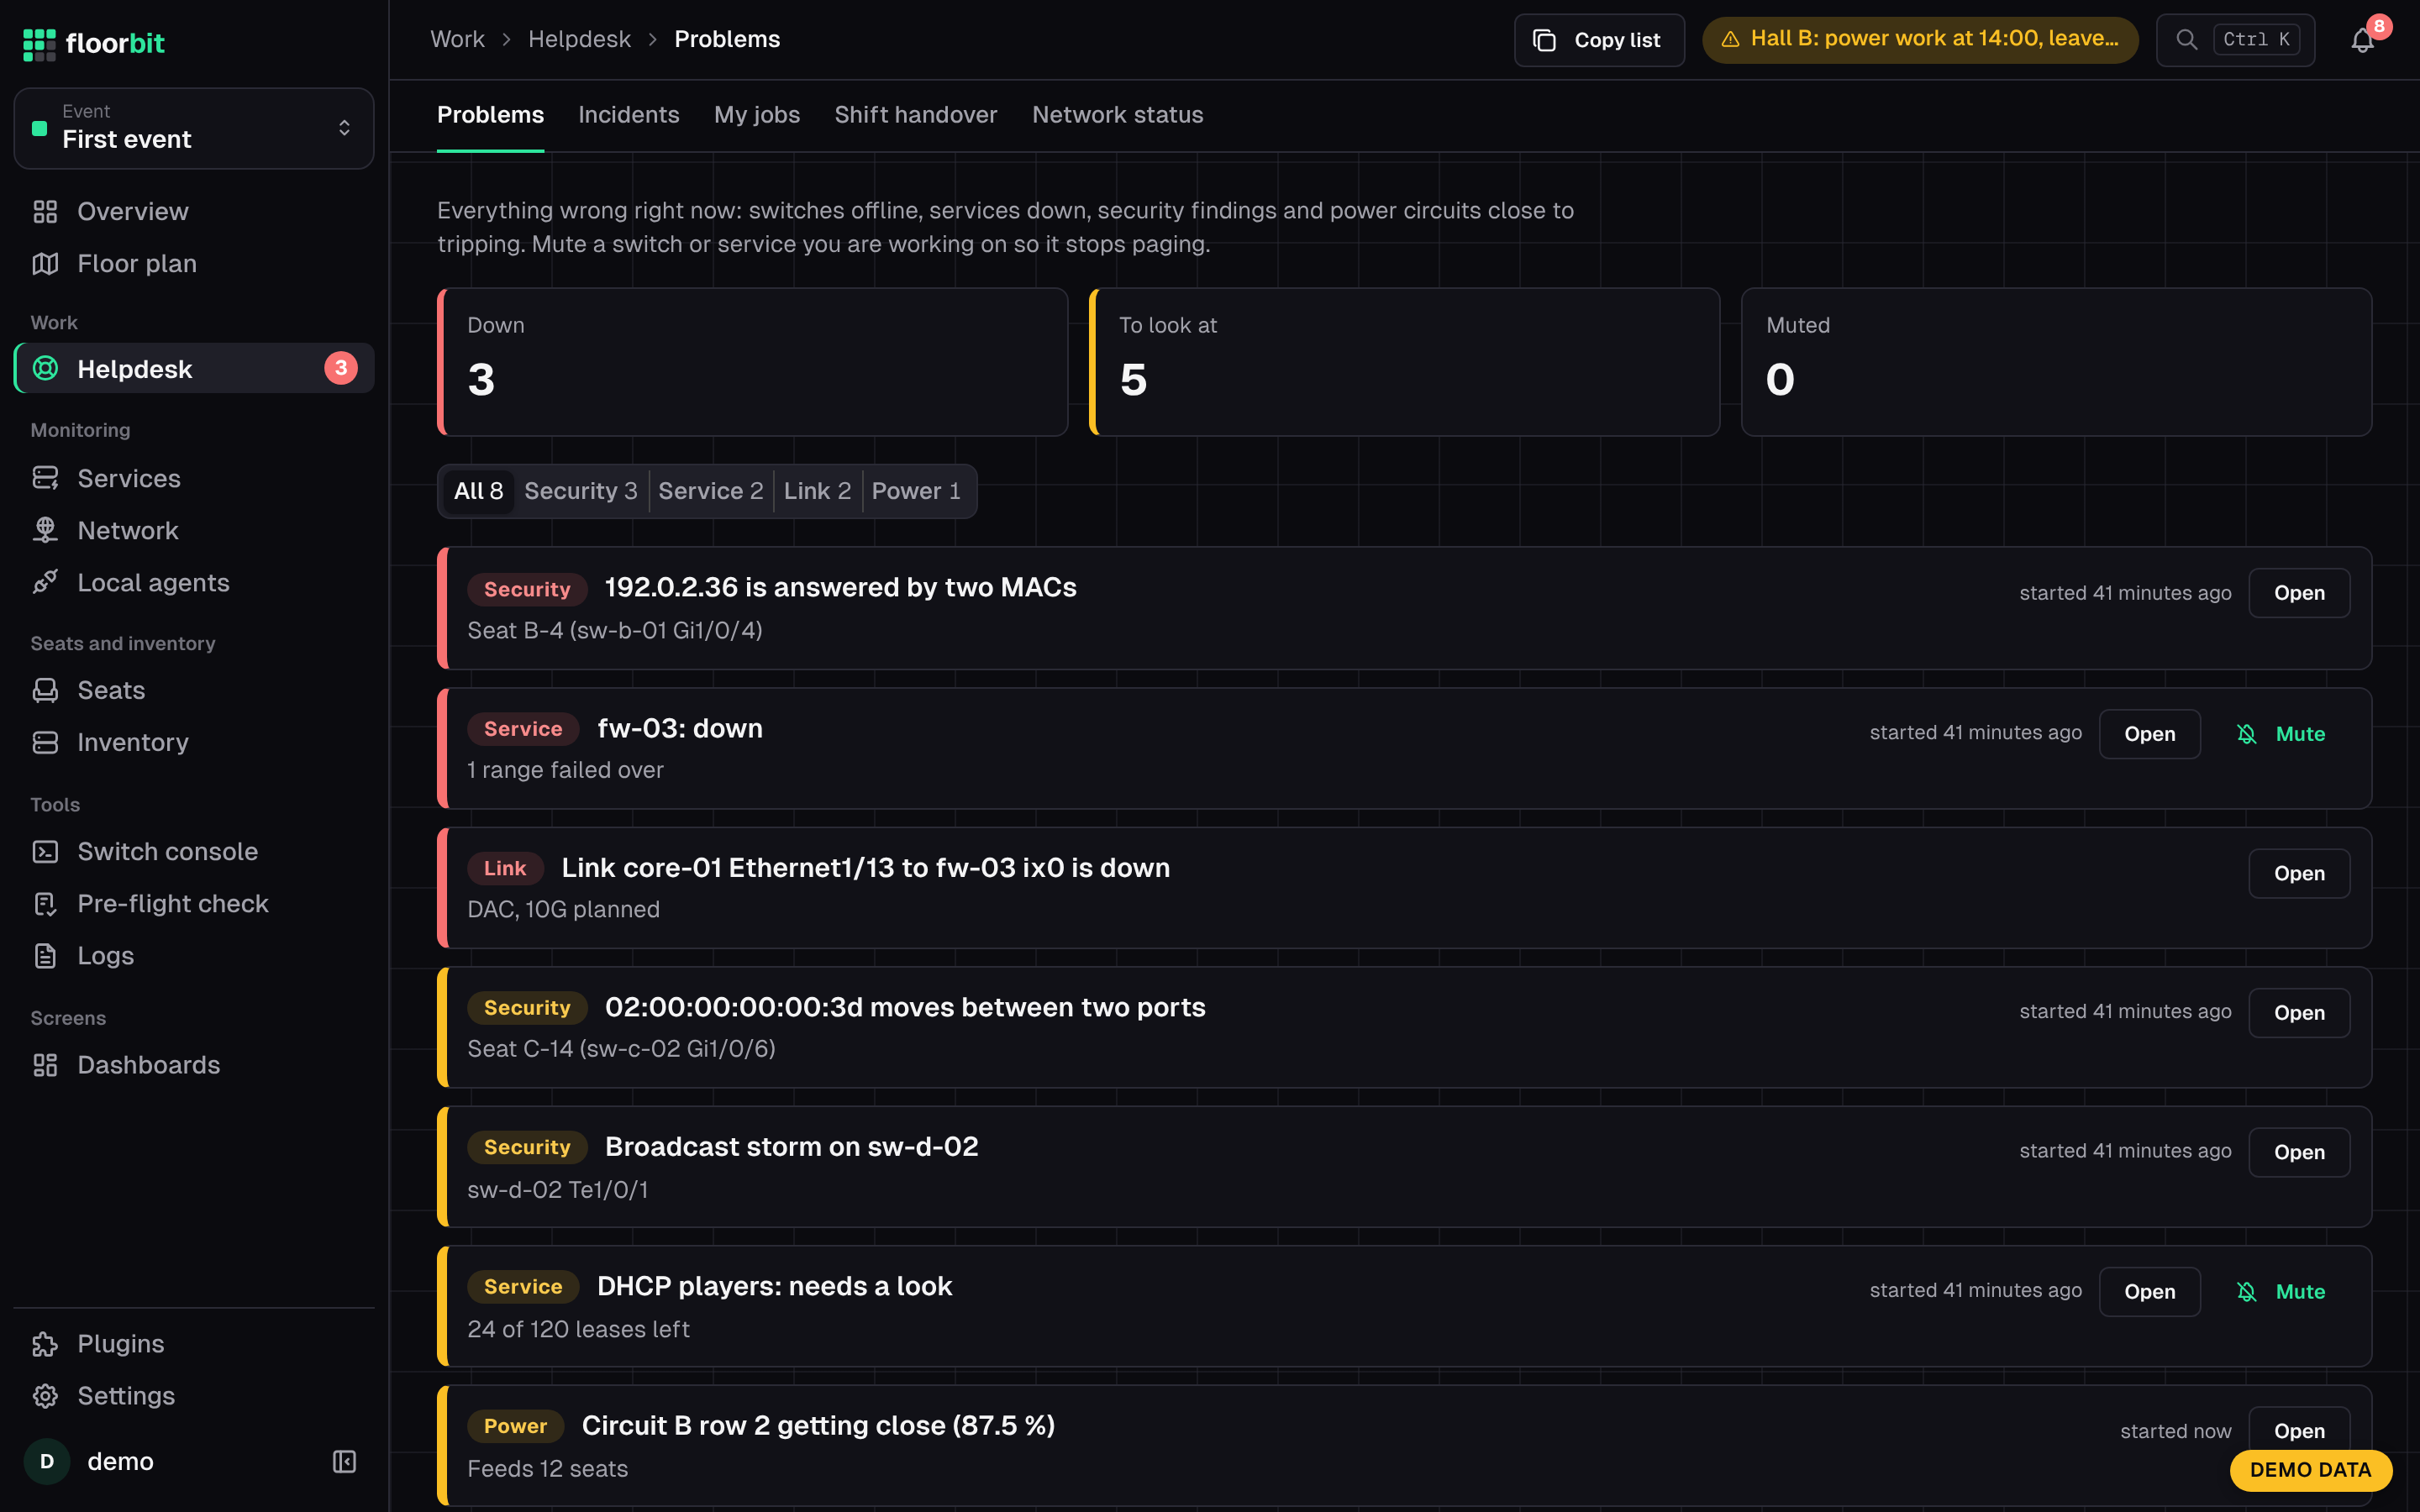 floorbit
Event
First event
Overview
Floor plan
Work
Helpdesk 3
Monitoring
Services
Network
Local agents
Seats and inventory
Seats
Inventory
Tools
Switch console
Pre-flight check
Logs
Screens
Dashboards
Plugins
Settings
D demo
Work > Helpdesk > Problems
Copy list
Hall B: power work at 14:00, leave...
Ctrl K
8
Problems Incidents My jobs Shift handover Network status
Everything wrong right now: switches offline, services down, security findings and power circuits close to
tripping. Mute a switch or service you are working on so it stops paging.
Down
3
To look at
5
Muted
0
All 8 Security 3 Service 2 Link 2 Power 1
Security 192.0.2.36 is answered by two MACs started 41 minutes ago Open
Seat B-4 (sw-b-01 Gi1/0/4)
Service fw-03: down started 41 minutes ago Open Mute
1 range failed over
Link Link core-01 Ethernet1/13 to fw-03 ix0 is down Open
DAC, 10G planned
Security 02:00:00:00:00:3d moves between two ports started 41 minutes ago Open
Seat C-14 (sw-c-02 Gi1/0/6)
Security Broadcast storm on sw-d-02 started 41 minutes ago Open
sw-d-02 Te1/0/1
Service DHCP players: needs a look started 41 minutes ago Open Mute
24 of 120 leases left
Power Circuit B row 2 getting close (87.5 %) started now Open
Feeds 12 seats
DEMO DATA